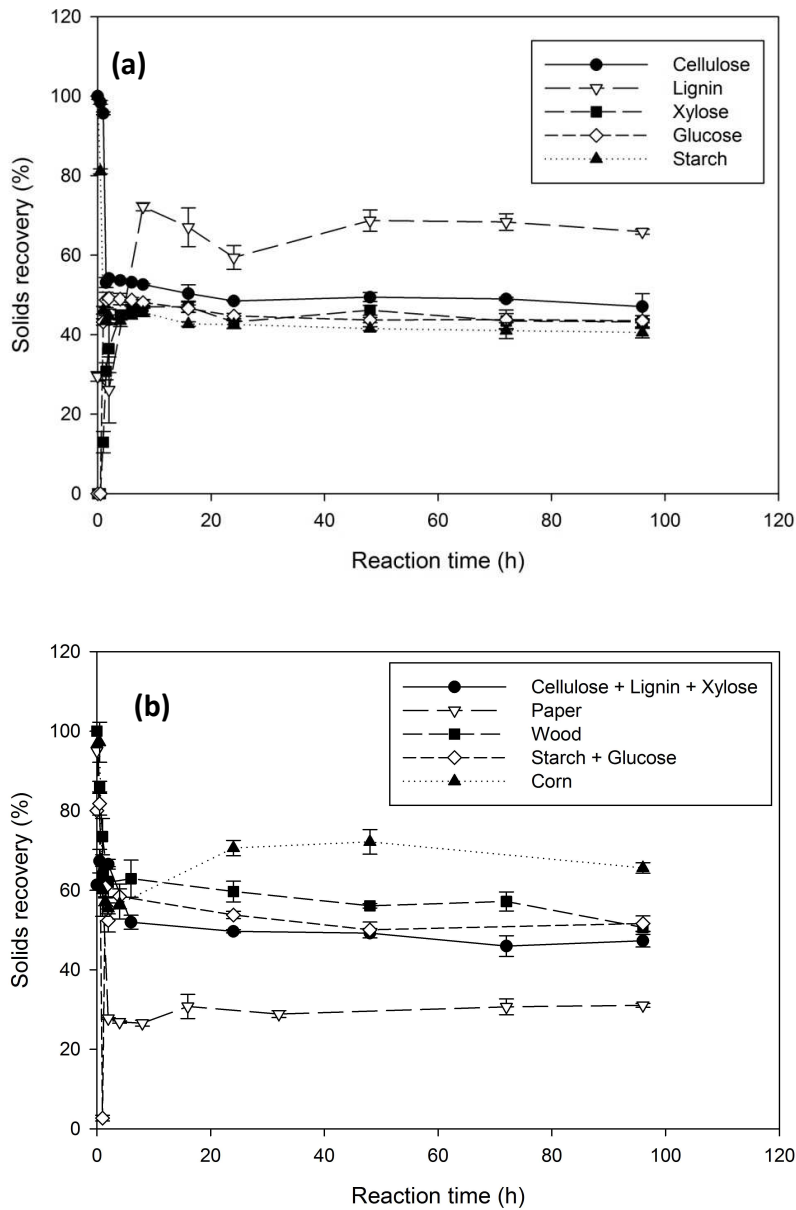 (a)
Cellulose
Lignin
Xylose
Glucose
Starch
Solids recovery (%)
120
100
80
60
40
20
0
0 20 40 60 80 100 120
Reaction time (h)
(b)
Cellulose + Lignin + Xylose
Paper
Wood
Starch + Glucose
Corn
Solids recovery (%)
120
100
80
60
40
20
0
0 20 40 60 80 100 120
Reaction time (h)